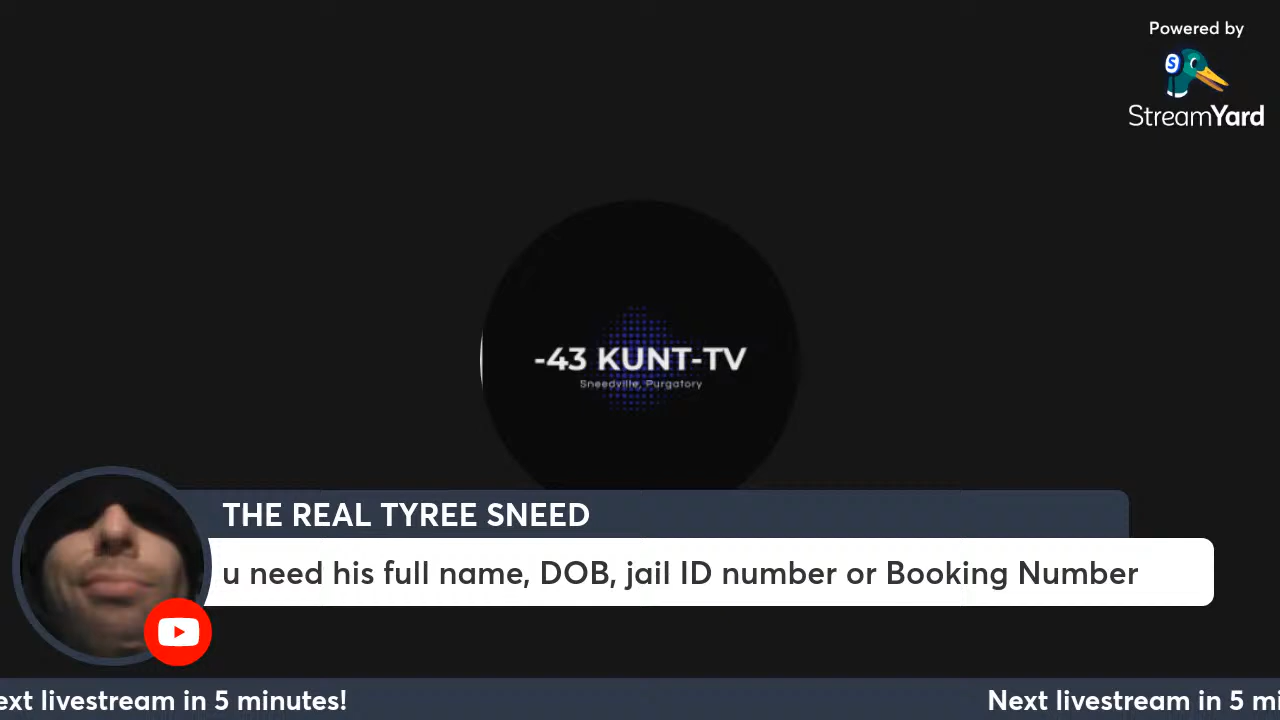 Powered by
S
StreamYard
-43 KUNT-TV
Sneedville, Purgatory
THE REAL TYREE SNEED
u need his full name, DOB, jail ID number or Booking Number
ext livestream in 5 minutes! Next livestream in 5 mi